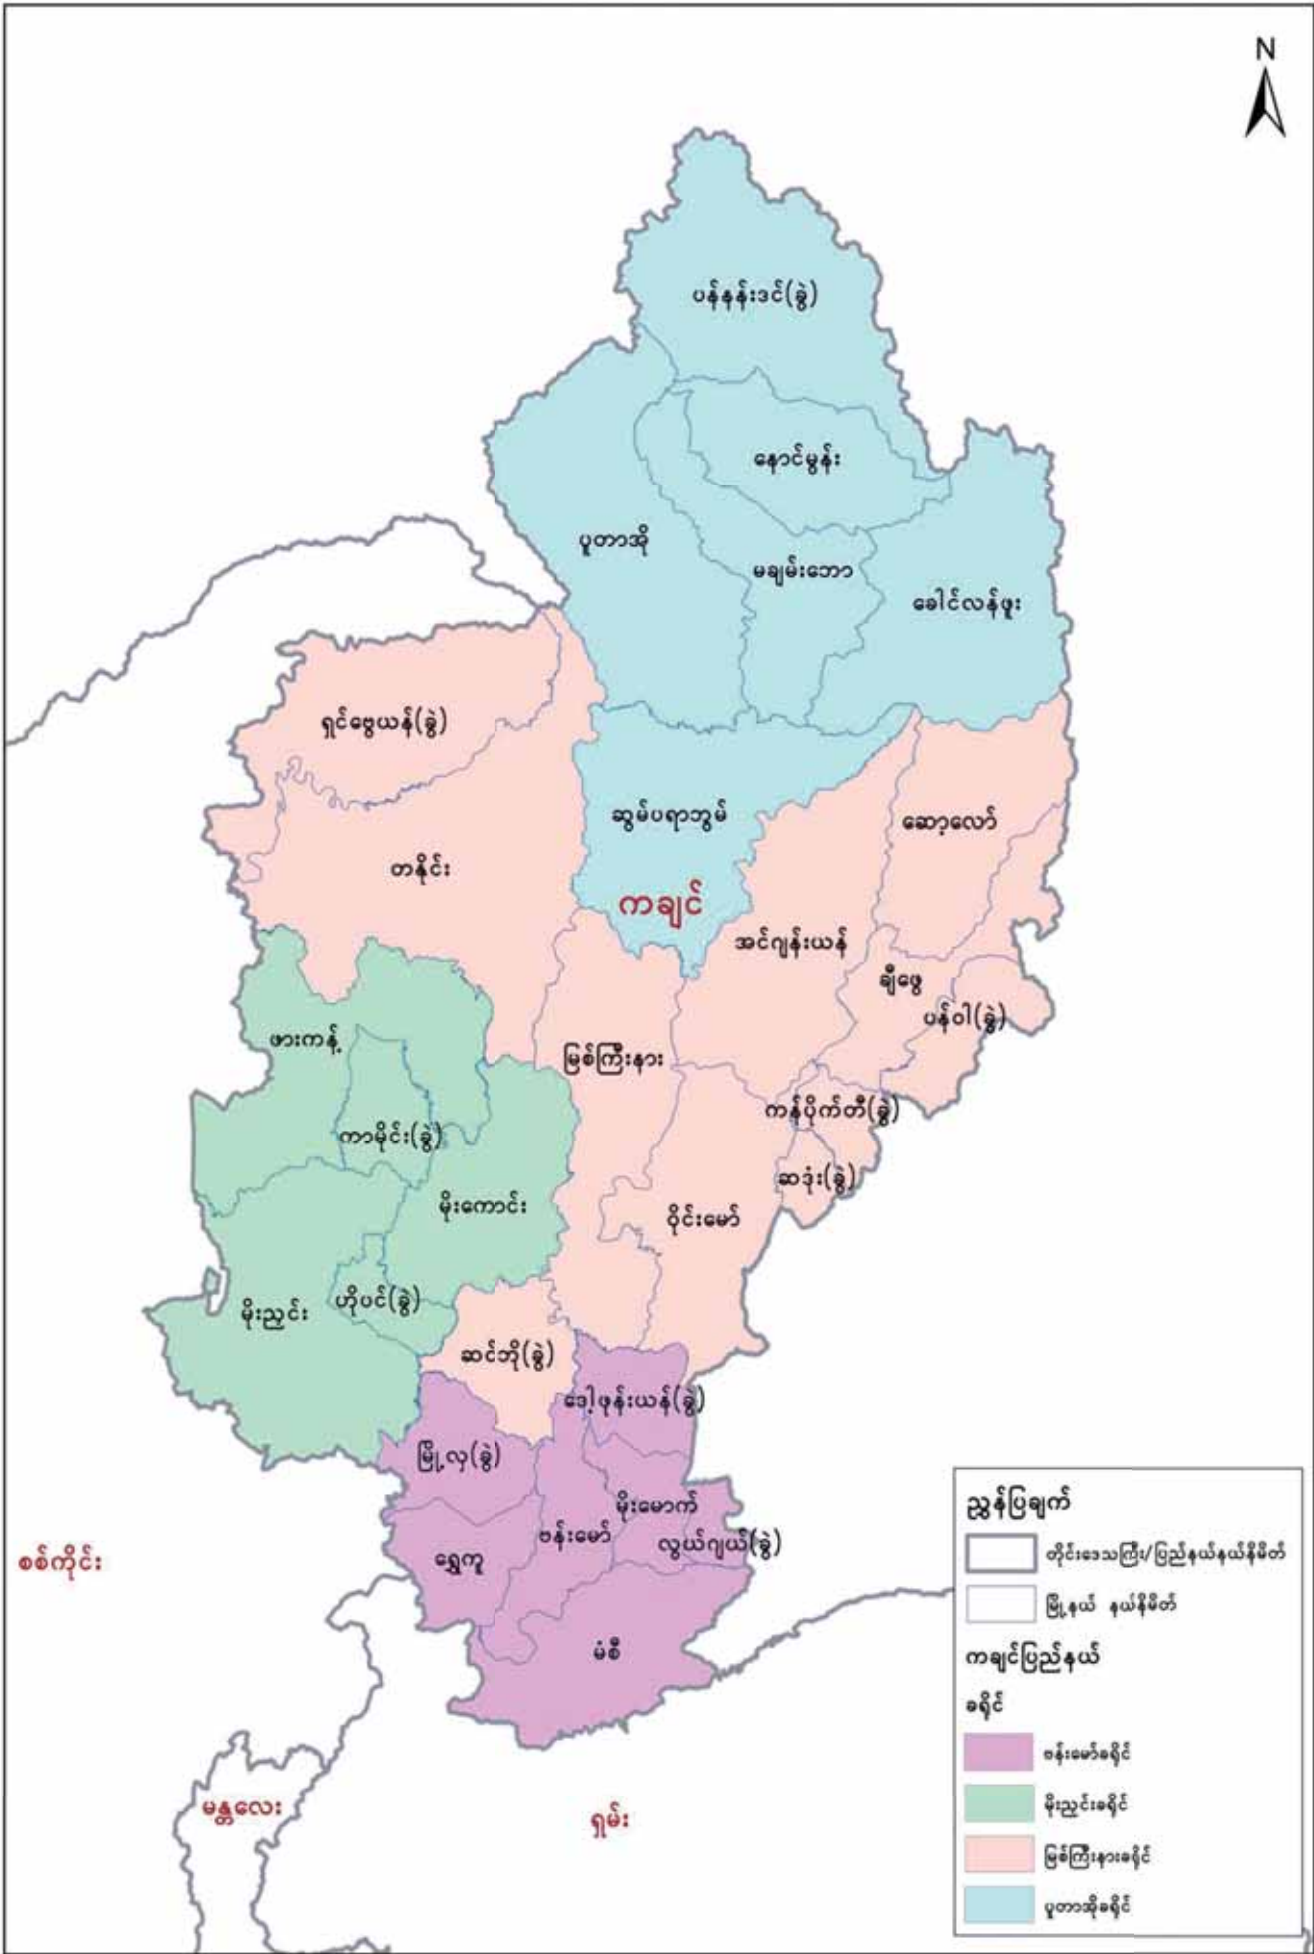 N
ပန်နန်းဒင်(ခွဲ)
နောင်မွန်း
ပူတာအို
မချမ်းဘော
ခေါင်လန်ဖူး
ရှင်ဗွေယန်(ခွဲ)
ဆွမ်ပရာဘွမ်
ဆော့လော်
တနိုင်း
ကချင်
အင်ဂျန်းယန်
ချီဖွေ
ပန်ဝါ(ခွဲ)
ဖားကန့်
မြစ်ကြီးနား
ကန်ပိုက်တီ(ခွဲ)
ကာမိုင်း(ခွဲ)
ဆဒုံး(ခွဲ)
မိုးကောင်း
ဝိုင်းမော်
ဟိုပင်(ခွဲ)
မိုးညှင်း
ဆင်ဘို(ခွဲ)
ဒေါ့ဖုန်းယန်(ခွဲ)
မြို့လှ(ခွဲ)
မိုးမောက်
ဗန်းမော်
လွယ်ဂျယ်(ခွဲ)
ရွှေကူ
စစ်ကိုင်း
မံစီ
မန္တလေး
ရှမ်း
ညွှန်ပြချက်
တိုင်းဒေသကြီး/ပြည်နယ်နယ်နိမိတ်
မြို့နယ် နယ်နိမိတ်
ကချင်ပြည်နယ်
ခရိုင်
ဗန်းမော်ခရိုင်
မိုးညှင်းခရိုင်
မြစ်ကြီးနားခရိုင်
ပူတာအိုခရိုင်